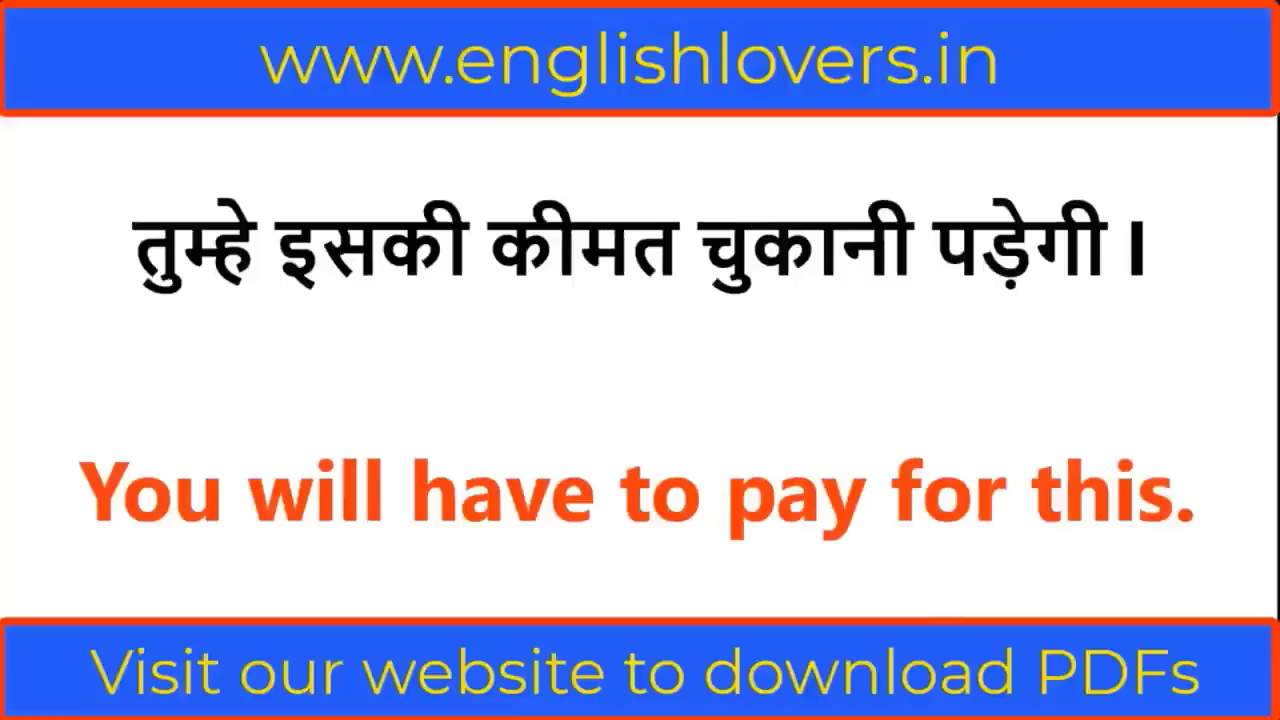 www.englishlovers.in
तुम्हे इसकी कीमत चुकानी पड़ेगी।
You will have to pay for this.
Visit our website to download PDFs